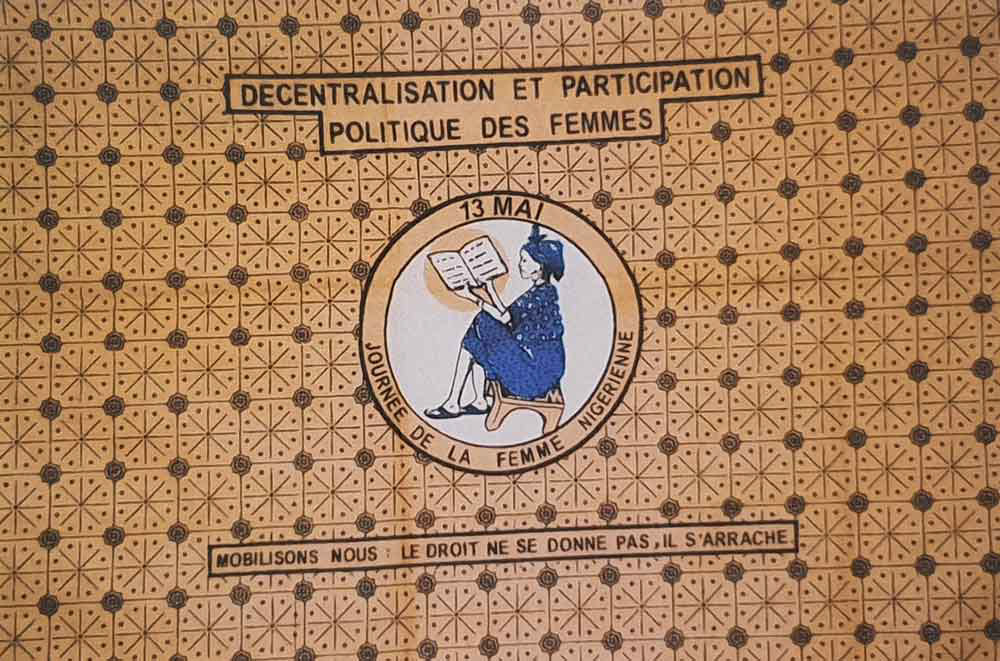 DECENTRALISATION ET PARTICIPATION
POLITIQUE DES FEMMES
13 MAI
JOURNEE DE LA FEMME NIGERIENNE
MOBILISONS NOUS : LE DROIT NE SE DONNE PAS, IL S'ARRACHE